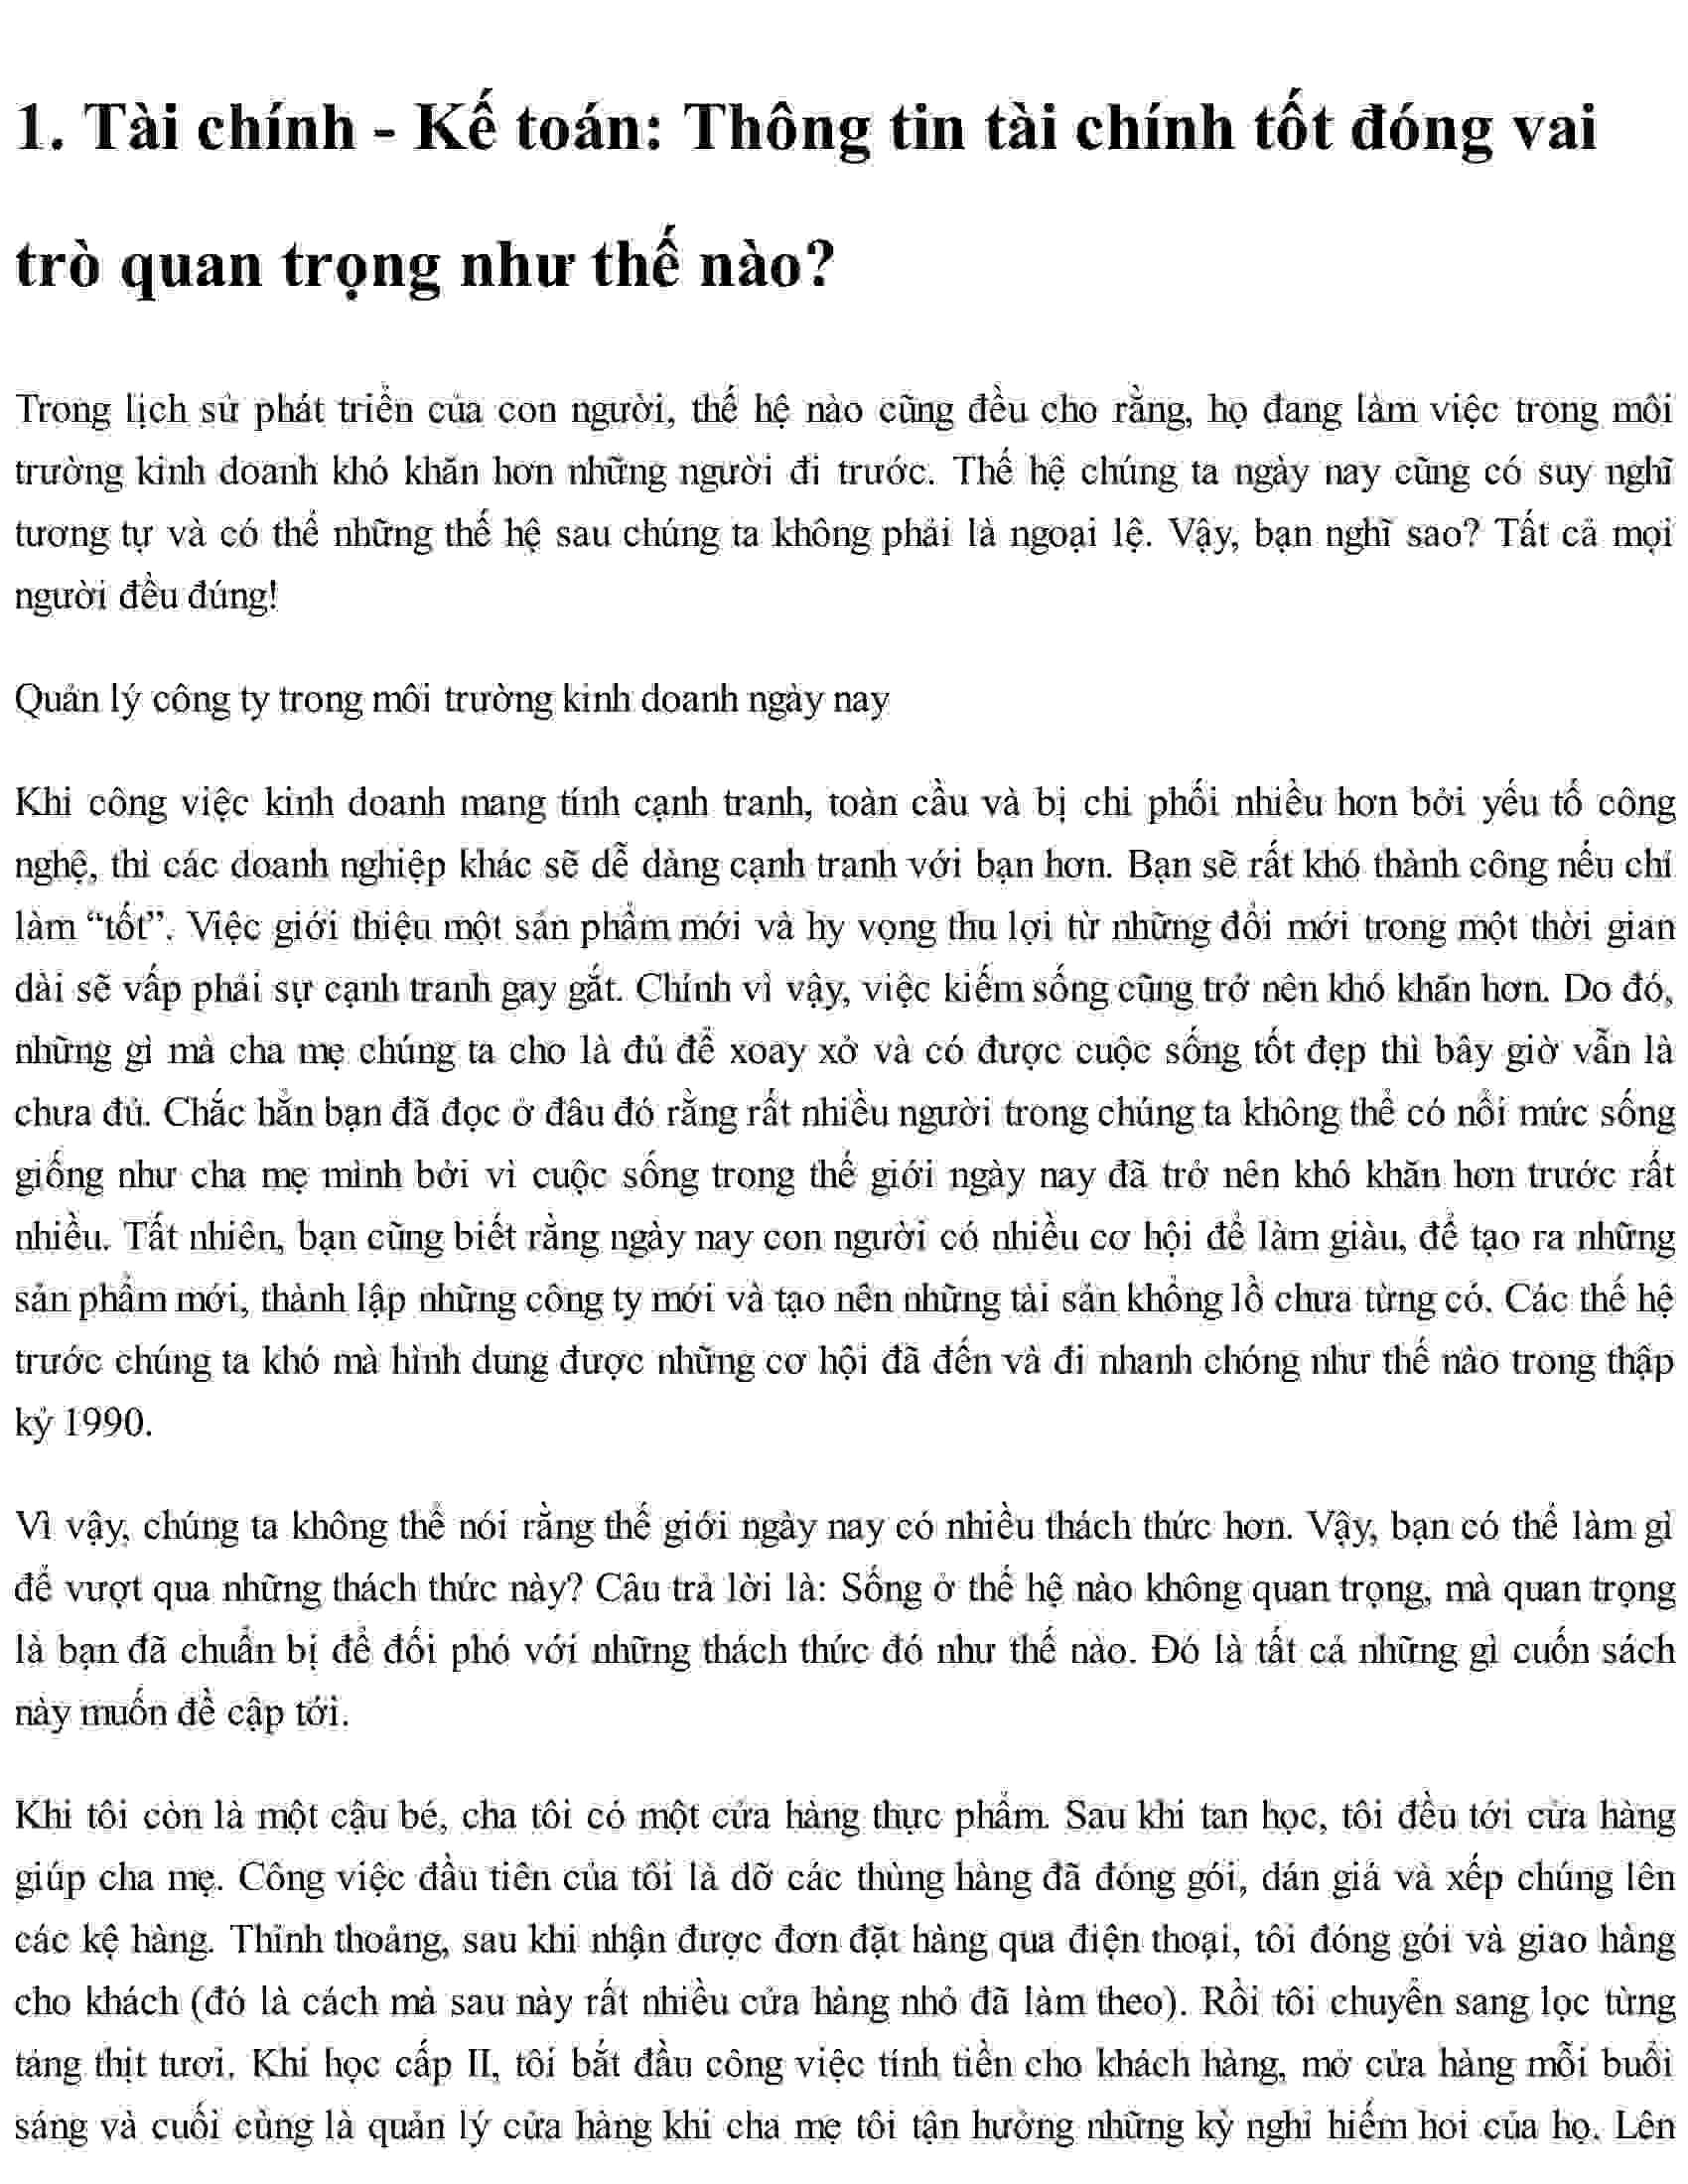 1. Tài chính - Kế toán: Thông tin tài chính tốt đóng vai
trò quan trọng như thế nào?
Trong lịch sử phát triển của con người, thế hệ nào cũng đều cho rằng, họ đang làm việc trong môi
trường kinh doanh khó khăn hơn những người đi trước. Thế hệ chúng ta ngày nay cũng có suy nghĩ
tương tự và có thể những thế hệ sau chúng ta không phải là ngoại lệ. Vậy, bạn nghĩ sao? Tất cả mọi
người đều đúng!
Quản lý công ty trong môi trường kinh doanh ngày nay
Khi công việc kinh doanh mang tính cạnh tranh, toàn cầu và bị chi phối nhiều hơn bởi yếu tố công
nghệ, thì các doanh nghiệp khác sẽ dễ dàng cạnh tranh với bạn hơn. Bạn sẽ rất khó thành công nếu chỉ
làm “tốt”. Việc giới thiệu một sản phẩm mới và hy vọng thu lợi từ những đổi mới trong một thời gian
dài sẽ vấp phải sự cạnh tranh gay gắt. Chính vì vậy, việc kiếm sống cũng trở nên khó khăn hơn. Do đó,
những gì mà cha mẹ chúng ta cho là đủ để xoay xở và có được cuộc sống tốt đẹp thì bây giờ vẫn là
chưa đủ. Chắc hẳn bạn đã đọc ở đâu đó rằng rất nhiều người trong chúng ta không thể có nổi mức sống
giống như cha mẹ mình bởi vì cuộc sống trong thế giới ngày nay đã trở nên khó khăn hơn trước rất
nhiều. Tất nhiên, bạn cũng biết rằng ngày nay con người có nhiều cơ hội để làm giàu, để tạo ra những
sản phẩm mới, thành lập những công ty mới và tạo nên những tài sản khổng lồ chưa từng có. Các thế hệ
trước chúng ta khó mà hình dung được những cơ hội đã đến và đi nhanh chóng như thế nào trong thập
kỷ 1990.
Vì vậy, chúng ta không thể nói rằng thế giới ngày nay có nhiều thách thức hơn. Vậy, bạn có thể làm gì
để vượt qua những thách thức này? Câu trả lời là: Sống ở thế hệ nào không quan trọng, mà quan trọng
là bạn đã chuẩn bị để đối phó với những thách thức đó như thế nào. Đó là tất cả những gì cuốn sách
này muốn đề cập tới.
Khi tôi còn là một cậu bé, cha tôi có một cửa hàng thực phẩm. Sau khi tan học, tôi đều tới cửa hàng
giúp cha mẹ. Công việc đầu tiên của tôi là dỡ các thùng hàng đã đóng gói, dán giá và xếp chúng lên
các kệ hàng. Thỉnh thoảng, sau khi nhận được đơn đặt hàng qua điện thoại, tôi đóng gói và giao hàng
cho khách (đó là cách mà sau này rất nhiều cửa hàng nhỏ đã làm theo). Rồi tôi chuyển sang lọc từng
tảng thịt tươi. Khi học cấp II, tôi bắt đầu công việc tính tiền cho khách hàng, mở cửa hàng mỗi buổi
sáng và cuối cùng là quản lý cửa hàng khi cha mẹ tôi tận hưởng những kỳ nghỉ hiếm hoi của họ. Lên